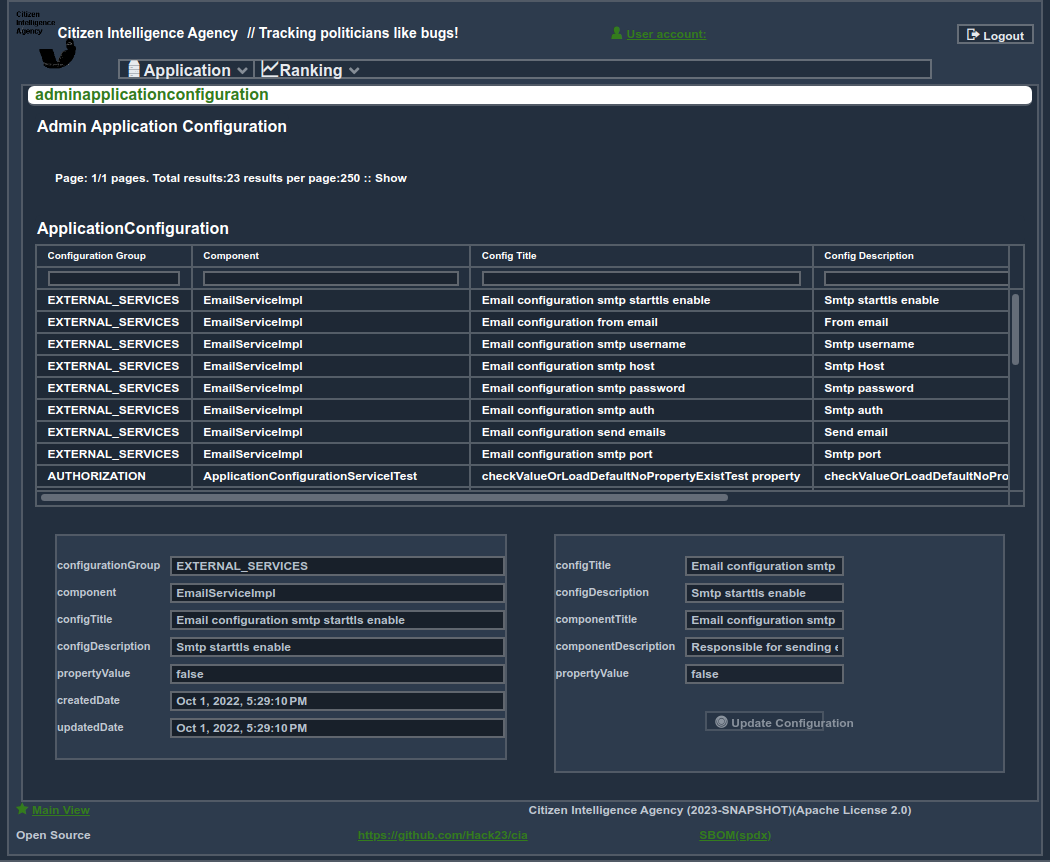 Citizen
Intelligence
Agency
Citizen Intelligence Agency // Tracking politicians like bugs!
User account:
Logout
Application
Ranking
adminapplicationconfiguration
Admin Application Configuration
Page: 1/1 pages. Total results:23 results per page:250 :: Show
ApplicationConfiguration
Configuration Group Component Config Title Config Description
EXTERNAL_SERVICES EmailServiceImpl Email configuration smtp starttls enable Smtp starttls enable
EXTERNAL_SERVICES EmailServiceImpl Email configuration from email From email
EXTERNAL_SERVICES EmailServiceImpl Email configuration smtp username Smtp username
EXTERNAL_SERVICES EmailServiceImpl Email configuration smtp host Smtp Host
EXTERNAL_SERVICES EmailServiceImpl Email configuration smtp password Smtp password
EXTERNAL_SERVICES EmailServiceImpl Email configuration smtp auth Smtp auth
EXTERNAL_SERVICES EmailServiceImpl Email configuration send emails Send email
EXTERNAL_SERVICES EmailServiceImpl Email configuration smtp port Smtp port
AUTHORIZATION ApplicationConfigurationServiceITest checkValueOrLoadDefaultNoPropertyExistTest property checkValueOrLoadDefaultNoPro
configurationGroup EXTERNAL_SERVICES
component EmailServiceImpl
configTitle Email configuration smtp starttls enable
configDescription Smtp starttls enable
propertyValue false
createdDate Oct 1, 2022, 5:29:10 PM
updatedDate Oct 1, 2022, 5:29:10 PM
configTitle Email configuration smtp
configDescription Smtp starttls enable
componentTitle Email configuration smtp
componentDescription Responsible for sending e
propertyValue false
Update Configuration
Main View
Citizen Intelligence Agency (2023-SNAPSHOT)(Apache License 2.0)
Open Source
https://github.com/Hack23/cia
SBOM(spdx)